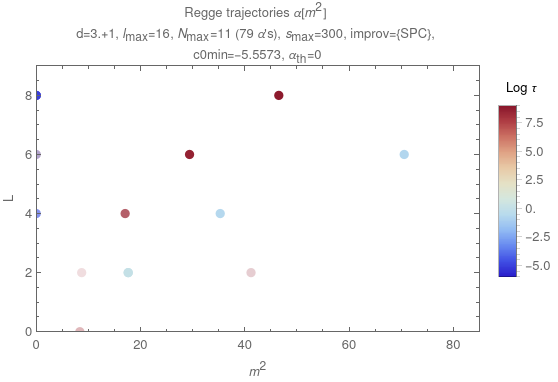 Regge trajectories α[m²]
d=3.+1, lmax=16, Nmax=11 (79 α's), smax=300, improv={SPC},
c0min=−5.5573, αth=0
Log τ
7.5
5.0
2.5
0.
−2.5
−5.0
L
8
6
4
2
0
0 20 40 60 80
m²